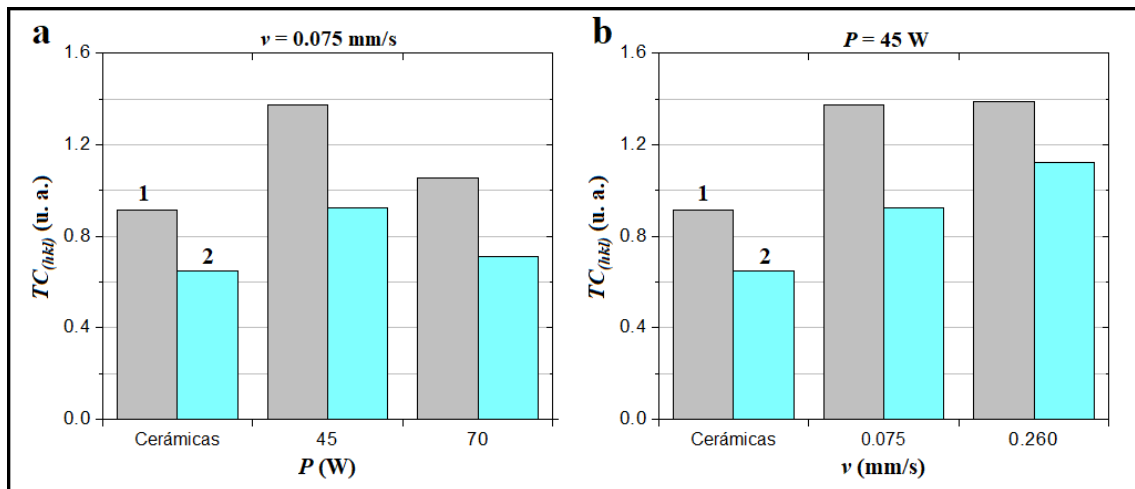 a
v = 0.075 mm/s
1.6
1.2
0.8
0.4
0.0
TC(hkl) (u. a.)
1
2
Cerámicas
45
70
P (W)
b
P = 45 W
1.6
1.2
0.8
0.4
0.0
TC(hkl) (u. a.)
1
2
Cerámicas
0.075
0.260
v (mm/s)